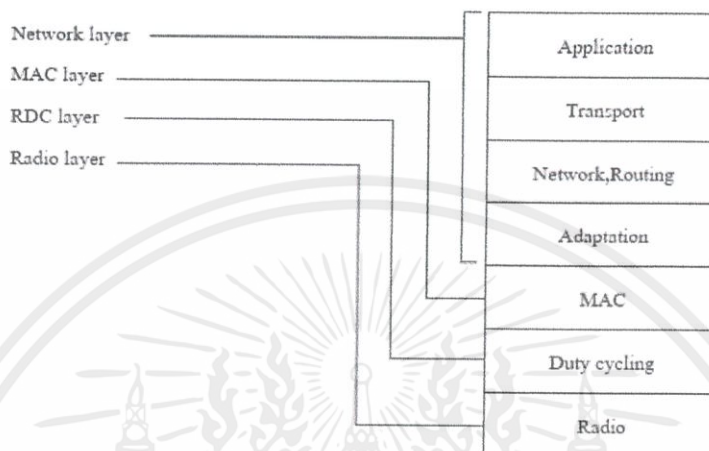 Network layer
MAC layer
RDC layer
Radio layer
Application
Transport
Network,Routing
Adaptation
MAC
Duty cycling
Radio